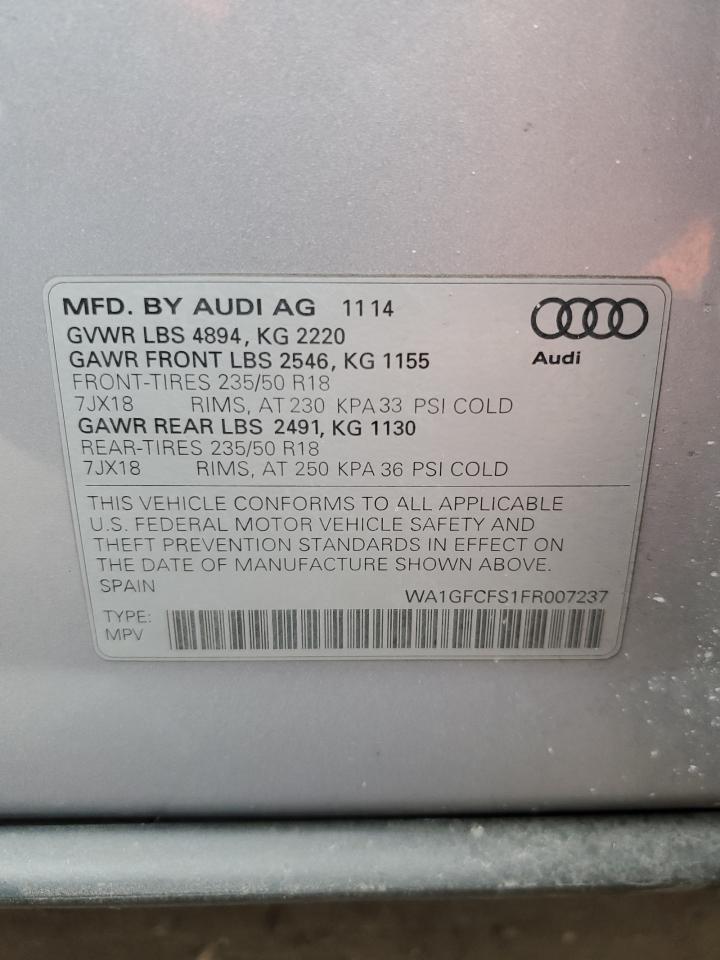 MFD. BY AUDI AG 11 14
GVWR LBS 4894, KG 2220
GAWR FRONT LBS 2546, KG 1155
FRONT-TIRES 235/50 R18
7JX18 RIMS, AT 230 KPA 33 PSI COLD
GAWR REAR LBS 2491, KG 1130
REAR-TIRES 235/50 R18
7JX18 RIMS, AT 250 KPA 36 PSI COLD
Audi
THIS VEHICLE CONFORMS TO ALL APPLICABLE
U.S. FEDERAL MOTOR VEHICLE SAFETY AND
THEFT PREVENTION STANDARDS IN EFFECT ON
THE DATE OF MANUFACTURE SHOWN ABOVE.
SPAIN
WA1GFCFS1FR007237
TYPE:
MPV